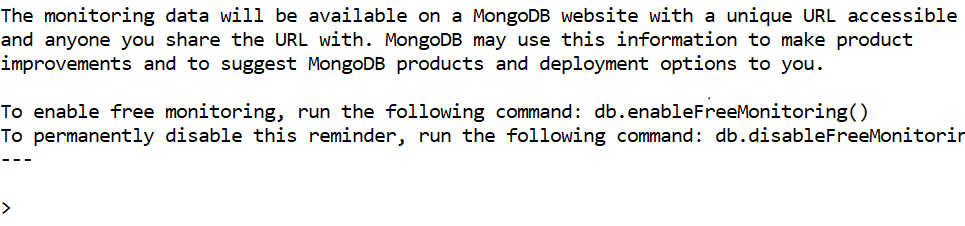 The monitoring data will be available on a MongoDB website with a unique URL accessible
and anyone you share the URL with. MongoDB may use this information to make product
improvements and to suggest MongoDB products and deployment options to you.
To enable free monitoring, run the following command: db.enableFreeMonitoring()
To permanently disable this reminder, run the following command: db.disableFreeMonitorir
---
>